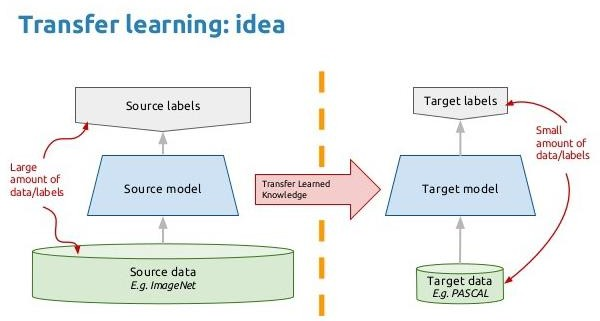 Transfer learning: idea
Source labels
Large
amount of
data/labels
Source model
Source data
E.g. ImageNet
Transfer Learned
Knowledge
Target labels
Small
amount of
data/labels
Target model
Target data
E.g. PASCAL